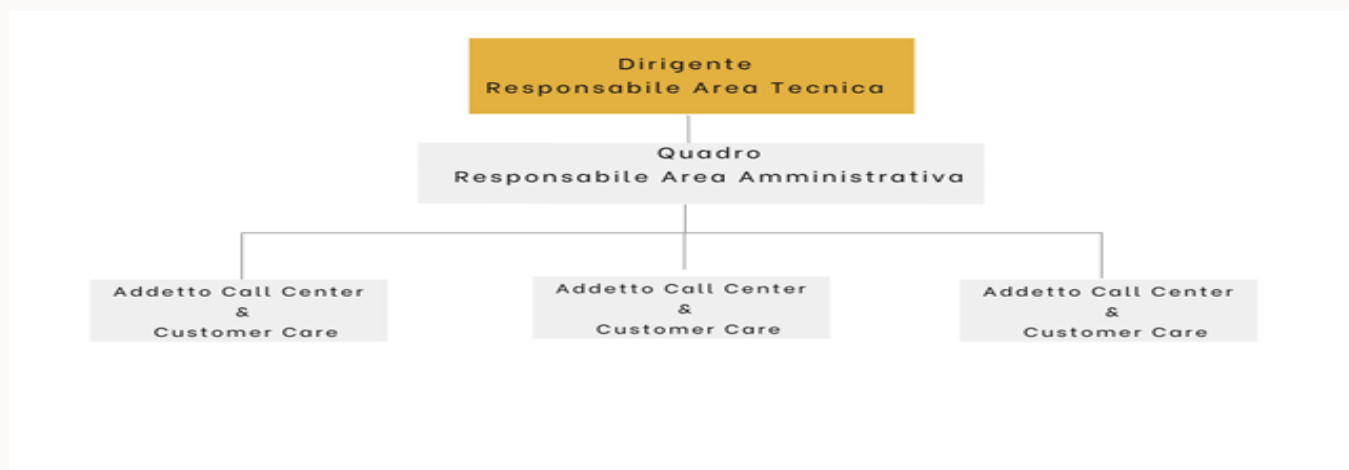 Dirigente
Responsabile Area Tecnica
Quadro
Responsabile Area Amministrativa
Addetto Call Center
&
Customer Care
Addetto Call Center
&
Customer Care
Addetto Call Center
&
Customer Care